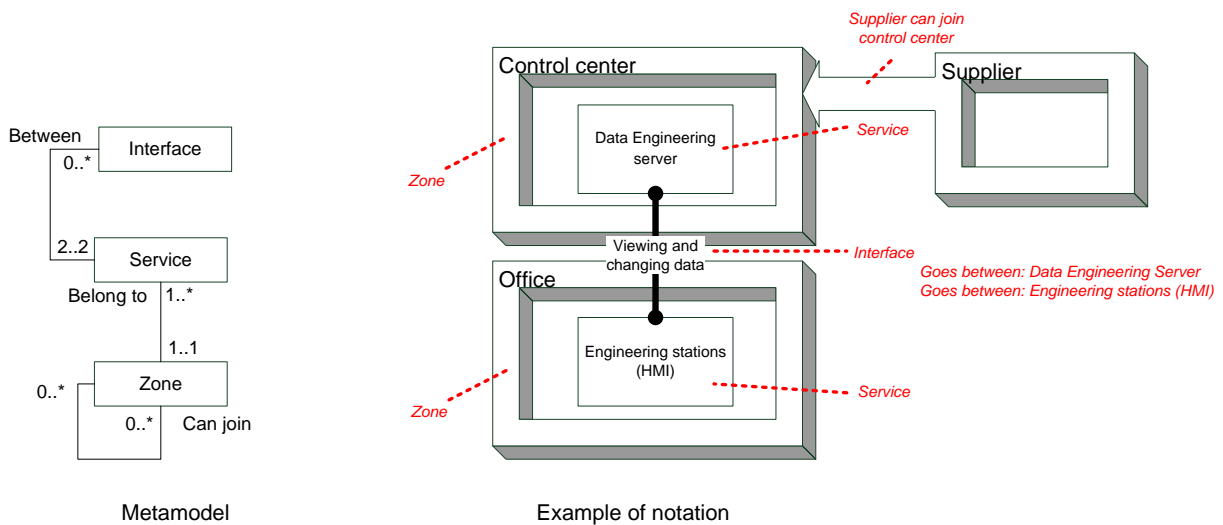 Between
0..*
Interface
2..2
Service
Belong to
1..*
1..1
Zone
0..*
0..*
Can join
Metamodel
Supplier can join
control center
Control center
Supplier
Data Engineering
server
Service
Zone
Viewing and
changing data
Interface
Goes between: Data Engineering Server
Goes between: Engineering stations (HMI)
Office
Engineering stations
(HMI)
Service
Zone
Example of notation